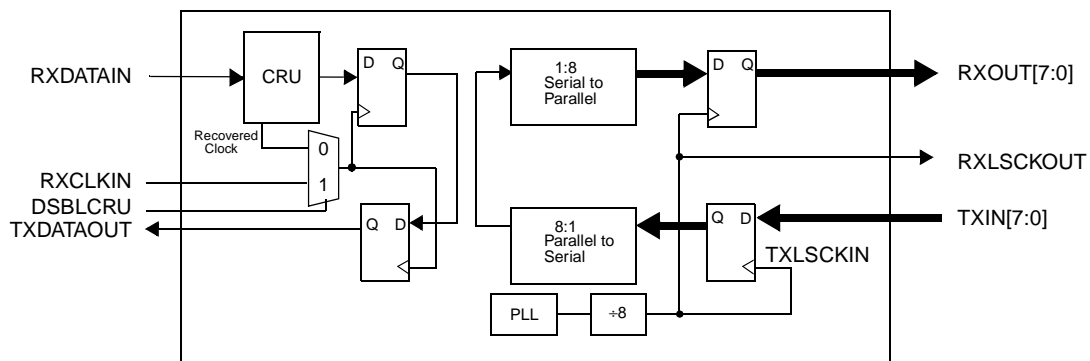 RXDATAIN
CRU
D Q
1:8
Serial to
Parallel
D Q
RXOUT[7:0]
Recovered
Clock
0
1
RXCLKIN
DSBLCRU
TXDATAOUT
RXLSCKOUT
Q D
8:1
Parallel to
Serial
Q D
TXIN[7:0]
TXLSCKIN
PLL
÷8